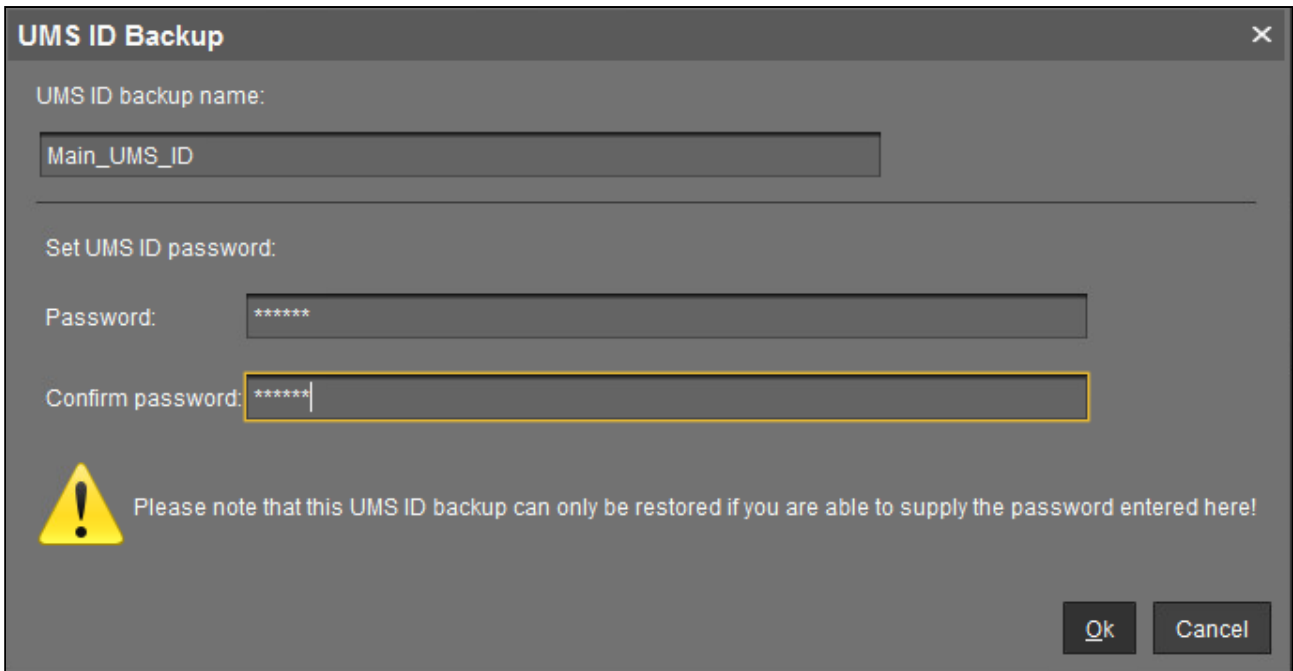 UMS ID Backup
UMS ID backup name:
Main_UMS_ID
Set UMS ID password:
Password: ******
Confirm password: ******
Please note that this UMS ID backup can only be restored if you are able to supply the password entered here!
Ok Cancel